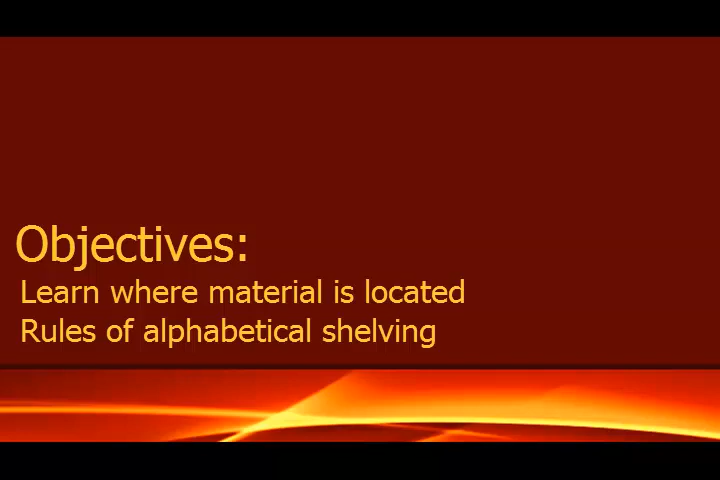 Objectives:
Learn where material is located
Rules of alphabetical shelving